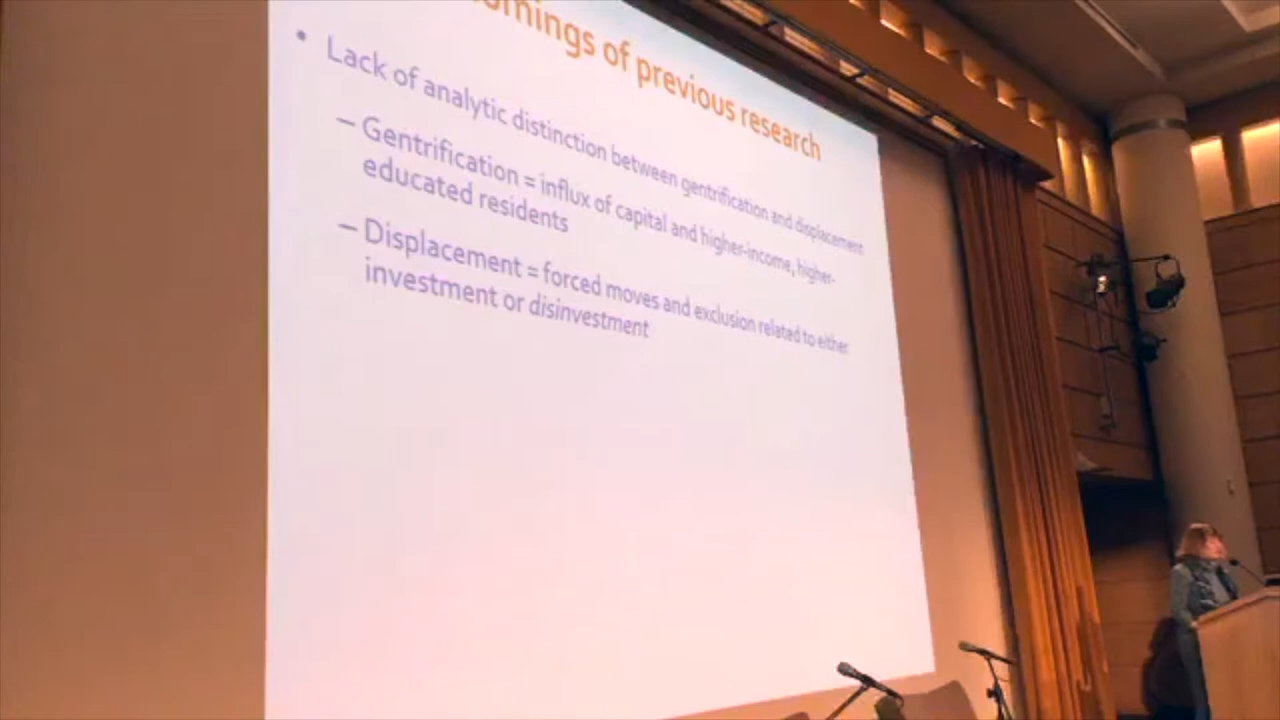 omings of previous research
• Lack of analytic distinction between gentrification and displacement
– Gentrification = influx of capital and higher-income, higher-
educated residents
– Displacement = forced moves and exclusion related to either
investment or disinvestment